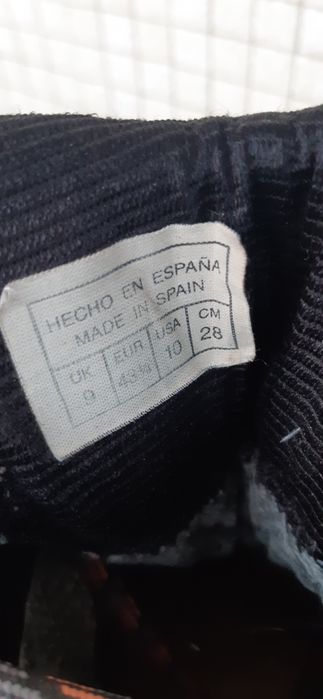 HECHO EN ESPAÑA
MADE IN SPAIN
UK EUR USA CM
9 43⅓ 10 28